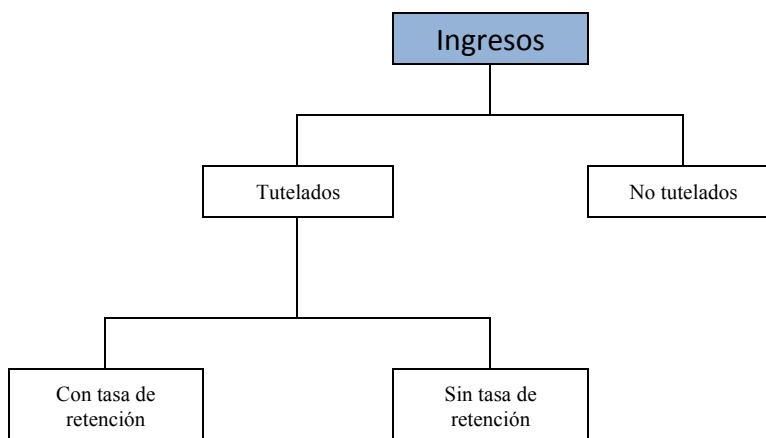 Ingresos
Tutelados
No tutelados
Con tasa de
retención
Sin tasa de
retención